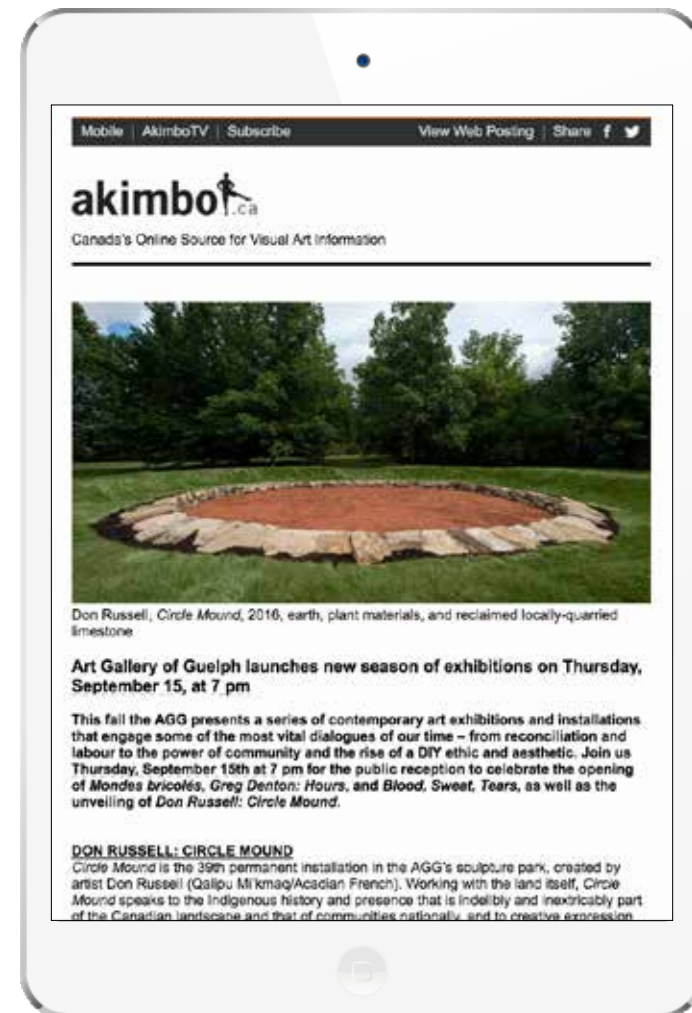 Mobile | AkimboTV | Subscribe View Web Posting | Share
akimbo.ca
Canada's Online Source for Visual Art Information
Don Russell, Circle Mound, 2016, earth, plant materials, and reclaimed locally-quarried
limestone
Art Gallery of Guelph launches new season of exhibitions on Thursday,
September 15, at 7 pm
This fall the AGG presents a series of contemporary art exhibitions and installations
that engage some of the most vital dialogues of our time – from reconciliation and
labour to the power of community and the rise of a DIY ethic and aesthetic. Join us
Thursday, September 15th at 7 pm for the public reception to celebrate the opening
of Mondes bricolés, Greg Denton: Hours, and Blood, Sweat, Tears, as well as the
unveiling of Don Russell: Circle Mound.
DON RUSSELL: CIRCLE MOUND
Circle Mound is the 39th permanent installation in the AGG's sculpture park, created by
artist Don Russell (Qalipu Mi'kmaq/Acadian French). Working with the land itself, Circle
Mound speaks to the Indigenous history and presence that is indelibly and inextricably part
of the Canadian landscape and that of communities nationally, and to creative expression